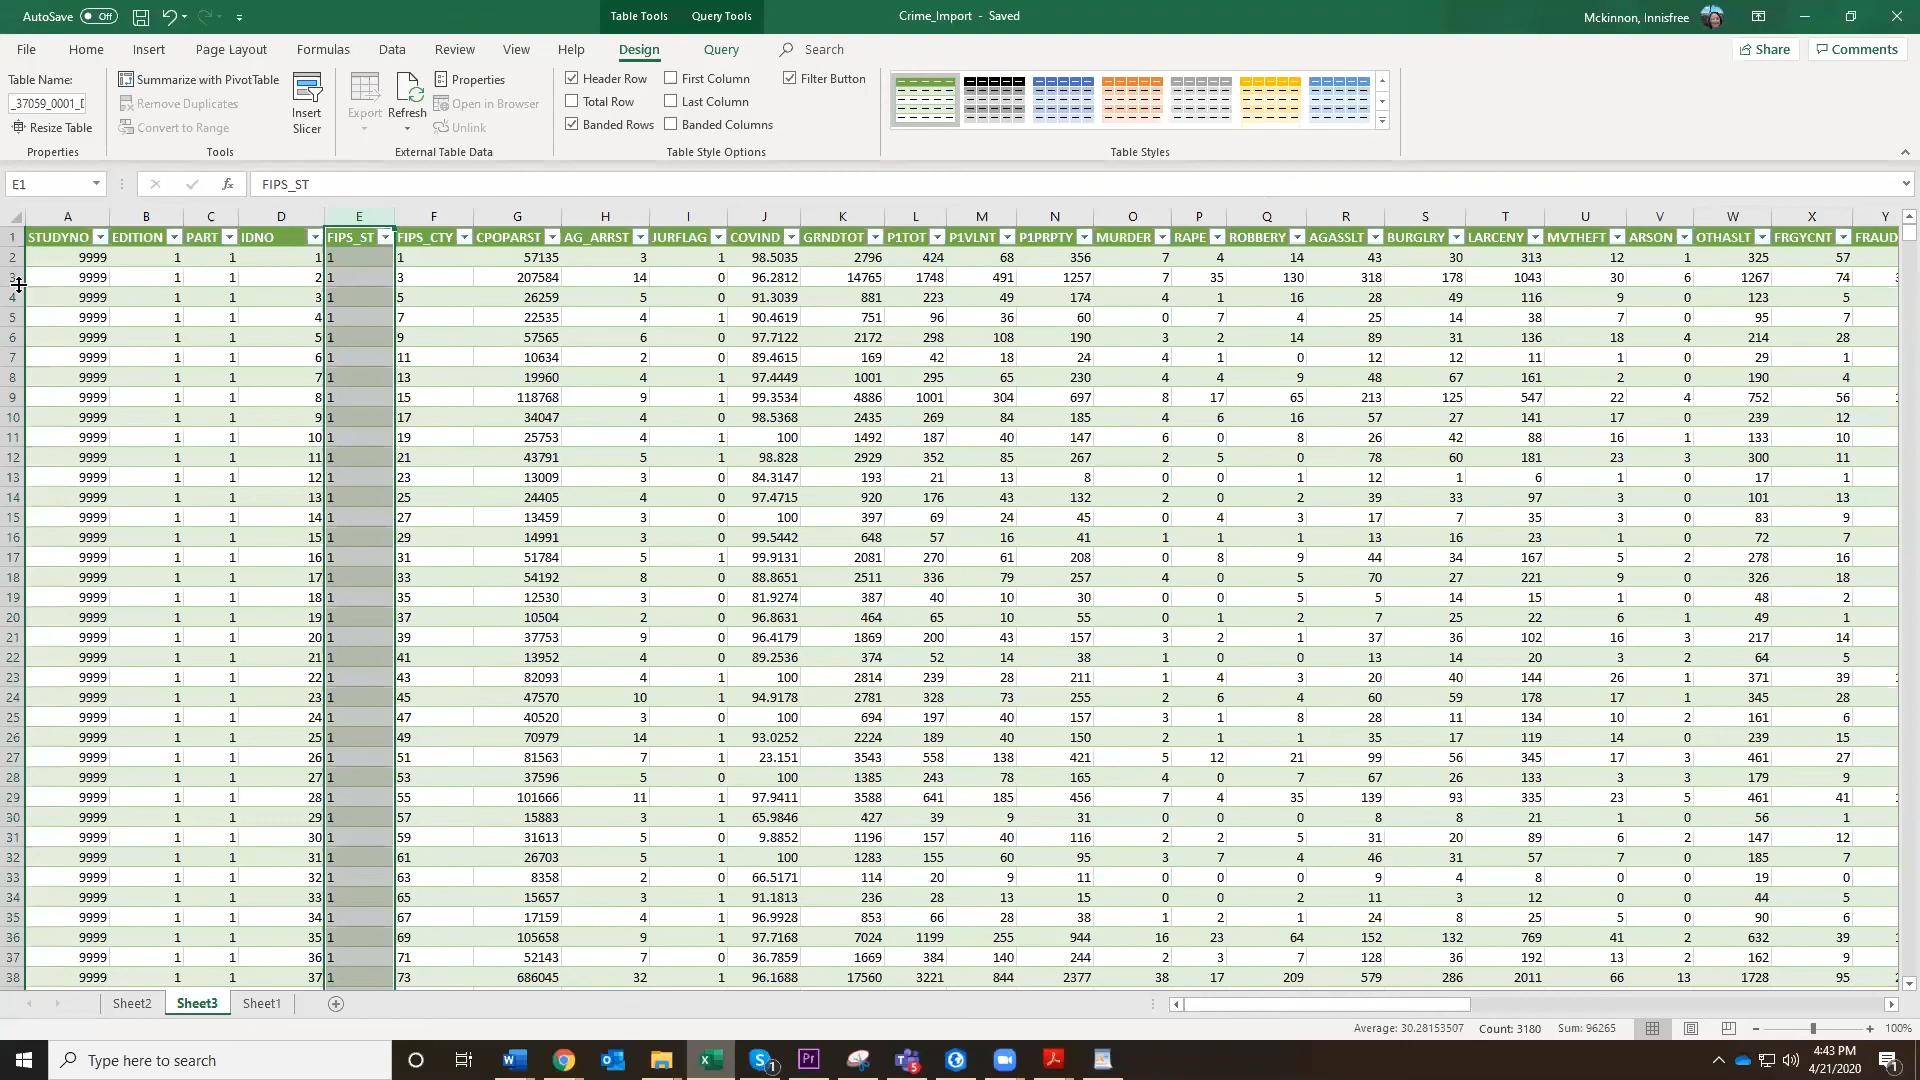 AutoSave Off Table Tools Query Tools Crime_Import - Saved Mckinnon, Innisfree
File Home Insert Page Layout Formulas Data Review View Help Design Query Search Share Comments
Table Name: Summarize with PivotTable Properties Header Row First Column Filter Button
_37059_0001_D Remove Duplicates Insert Slicer Export Refresh Open in Browser Total Row Last Column
Resize Table Convert to Range Unlink Banded Rows Banded Columns
Properties Tools External Table Data Table Style Options Table Styles
E1 fx FIPS_ST
A B C D E F G H I J K L M N O P Q R S T U V W X Y
1 STUDYNO EDITION PART IDNO FIPS_ST FIPS_CTY CPOPARST AG_ARRST JURFLAG COVIND GRNDTOT P1TOT P1VLNT P1PRPTY MURDER RAPE ROBBERY AGASSLT BURGLRY LARCENY MVTHEFT ARSON OTHASLT FRGYCNT FRAUD
2 9999 1 1 1 1 1 57135 3 1 98.5035 2796 424 68 356 7 4 14 43 30 313 12 1 325 57
3 9999 1 1 2 1 3 207584 14 0 96.2812 14765 1748 491 1257 7 35 130 318 178 1043 30 6 1267 74
4 9999 1 1 3 1 5 26259 5 0 91.3039 881 223 49 174 4 1 16 28 49 116 9 0 123 5
5 9999 1 1 4 1 7 22535 4 1 90.4619 751 96 36 60 0 7 4 25 14 38 7 0 95 7
6 9999 1 1 5 1 9 57565 6 0 97.7122 2172 298 108 190 3 2 14 89 31 136 18 4 214 28
7 9999 1 1 6 1 11 10634 2 0 89.4615 169 42 18 24 4 1 0 12 12 11 1 0 29 1
8 9999 1 1 7 1 13 19960 4 1 97.4449 1001 295 65 230 4 4 9 48 67 161 2 0 190 4
9 9999 1 1 8 1 15 118768 9 1 99.3534 4886 1001 304 697 8 17 65 213 125 547 22 4 752 56
10 9999 1 1 9 1 17 34047 4 0 98.5368 2435 269 84 185 4 6 16 57 27 141 17 0 239 12
11 9999 1 1 10 1 19 25753 4 1 100 1492 187 40 147 6 0 8 26 42 88 16 1 133 10
12 9999 1 1 11 1 21 43791 5 1 98.828 2929 352 85 267 2 5 0 78 60 181 23 3 300 11
13 9999 1 1 12 1 23 13009 3 0 84.3147 193 21 13 8 0 0 1 12 1 6 1 0 17 1
14 9999 1 1 13 1 25 24405 4 0 97.4715 920 176 43 132 2 0 2 39 33 97 3 0 101 13
15 9999 1 1 14 1 27 13459 3 0 100 397 69 24 45 0 4 3 17 7 35 3 0 83 9
16 9999 1 1 15 1 29 14991 3 0 99.5442 648 57 16 41 1 1 1 13 16 23 1 0 72 7
17 9999 1 1 16 1 31 51784 5 1 99.9131 2081 270 61 208 0 8 9 44 34 167 5 2 278 16
18 9999 1 1 17 1 33 54192 8 0 88.8651 2511 336 79 257 4 0 5 70 27 221 9 0 326 18
19 9999 1 1 18 1 35 12530 3 0 81.9274 387 40 10 30 0 0 5 5 14 15 1 0 48 2
20 9999 1 1 19 1 37 10504 2 0 96.8631 464 65 10 55 0 1 2 7 25 22 6 1 49 1
21 9999 1 1 20 1 39 37753 9 0 96.4179 1869 200 43 157 3 2 1 37 36 102 16 3 217 14
22 9999 1 1 21 1 41 13952 4 0 89.2536 374 52 14 38 1 0 0 13 14 20 3 2 64 5
23 9999 1 1 22 1 43 82093 4 1 100 2814 239 28 211 1 4 3 20 40 144 26 1 371 39
24 9999 1 1 23 1 45 47570 10 1 94.9178 2781 328 73 255 2 6 4 60 59 178 17 1 345 28
25 9999 1 1 24 1 47 40520 3 0 100 694 197 40 157 3 1 8 28 11 134 10 2 161 6
26 9999 1 1 25 1 49 70979 14 1 93.0252 2224 189 40 150 2 1 1 35 17 119 14 0 239 15
27 9999 1 1 26 1 51 81563 7 1 23.151 3543 558 138 421 5 12 21 99 56 345 17 3 461 27
28 9999 1 1 27 1 53 37596 5 0 100 1385 243 78 165 4 0 7 67 26 133 3 3 179 9
29 9999 1 1 28 1 55 101666 11 1 97.9411 3588 641 185 456 7 4 35 139 93 335 23 5 461 41
30 9999 1 1 29 1 57 15883 3 1 65.9846 427 39 9 31 0 0 0 8 8 21 1 0 56 1
31 9999 1 1 30 1 59 31613 5 0 9.8852 1196 157 40 116 2 2 5 31 20 89 6 2 147 12
32 9999 1 1 31 1 61 26703 5 1 100 1283 155 60 95 3 7 4 46 31 57 7 0 185 7
33 9999 1 1 32 1 63 8358 2 0 66.5171 114 20 9 11 0 0 0 9 4 8 0 0 19 0
34 9999 1 1 33 1 65 15657 3 1 91.1813 236 28 13 15 0 0 2 11 3 12 0 0 44 5
35 9999 1 1 34 1 67 17159 4 1 96.9928 853 66 28 38 1 2 1 24 8 25 5 0 90 6
36 9999 1 1 35 1 69 105658 9 1 97.7168 7024 1199 255 944 16 23 64 152 132 769 41 2 632 39
37 9999 1 1 36 1 71 52143 7 0 36.7859 1669 384 140 244 2 3 7 128 36 192 13 2 162 9
38 9999 1 1 37 1 73 686045 32 1 96.1688 17560 3221 844 2377 38 17 209 579 286 2011 66 13 1728 95
Sheet2 Sheet3 Sheet1
Average: 30.28153507 Count: 3180 Sum: 96265 100%
Type here to search 4:43 PM
4/21/2020